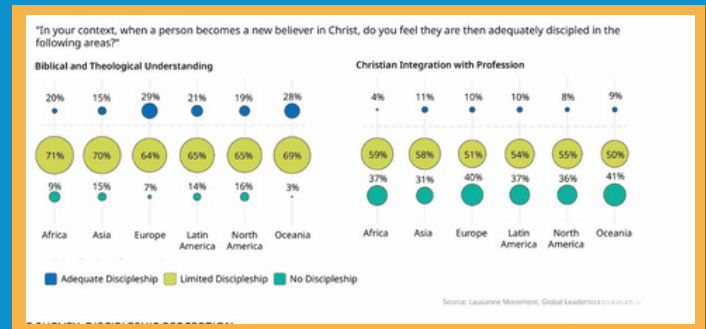 "In your context, when a person becomes a new believer in Christ, do you feel they are then adequately discipled in the
following areas?"
Biblical and Theological Understanding
20% 15% 29% 21% 19% 28%
71% 70% 64% 65% 65% 69%
9% 15% 7% 14% 16% 3%
Africa Asia Europe Latin North Oceania
America America
Christian Integration with Profession
4% 11% 10% 10% 8% 9%
59% 58% 51% 54% 55% 50%
37% 31% 40% 37% 36% 41%
Africa Asia Europe Latin North Oceania
America America
Adequate Discipleship Limited Discipleship No Discipleship
Source: Lausanne Movement, Global